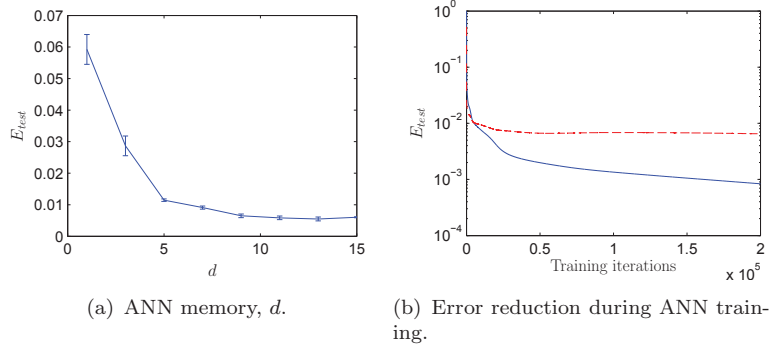 0.07
0.06
0.05
0.04
0.03
0.02
0.01
0
E_test
0 5 10 15
d
(a) ANN memory, d.
10^0
10^-1
10^-2
10^-3
10^-4
E_test
0 0.5 1 1.5 2
Training iterations
x 10^5
(b) Error reduction during ANN train-
ing.